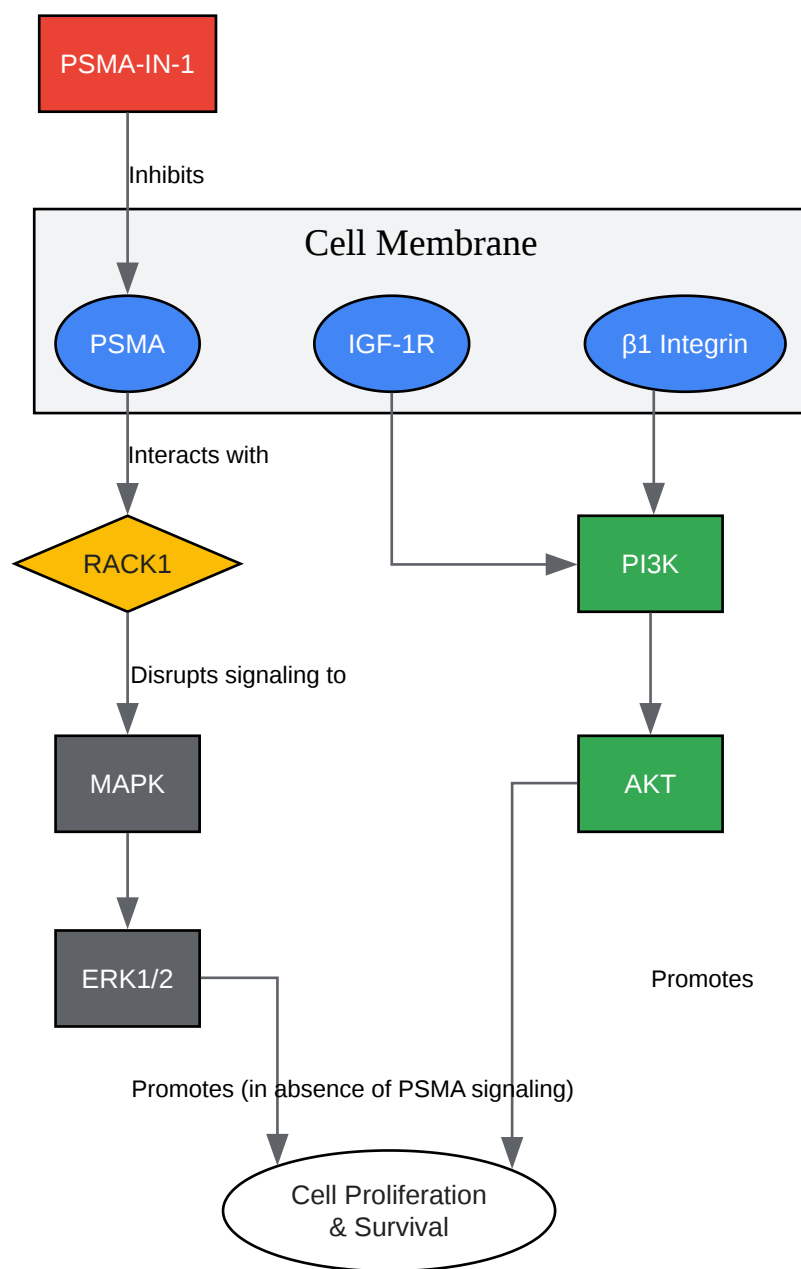 PSMA-IN-1
Inhibits
Cell Membrane
PSMA
IGF-1R
β1 Integrin
Interacts with
RACK1
PI3K
Disrupts signaling to
MAPK
AKT
ERK1/2
Promotes
Promotes (in absence of PSMA signaling)
Cell Proliferation
& Survival